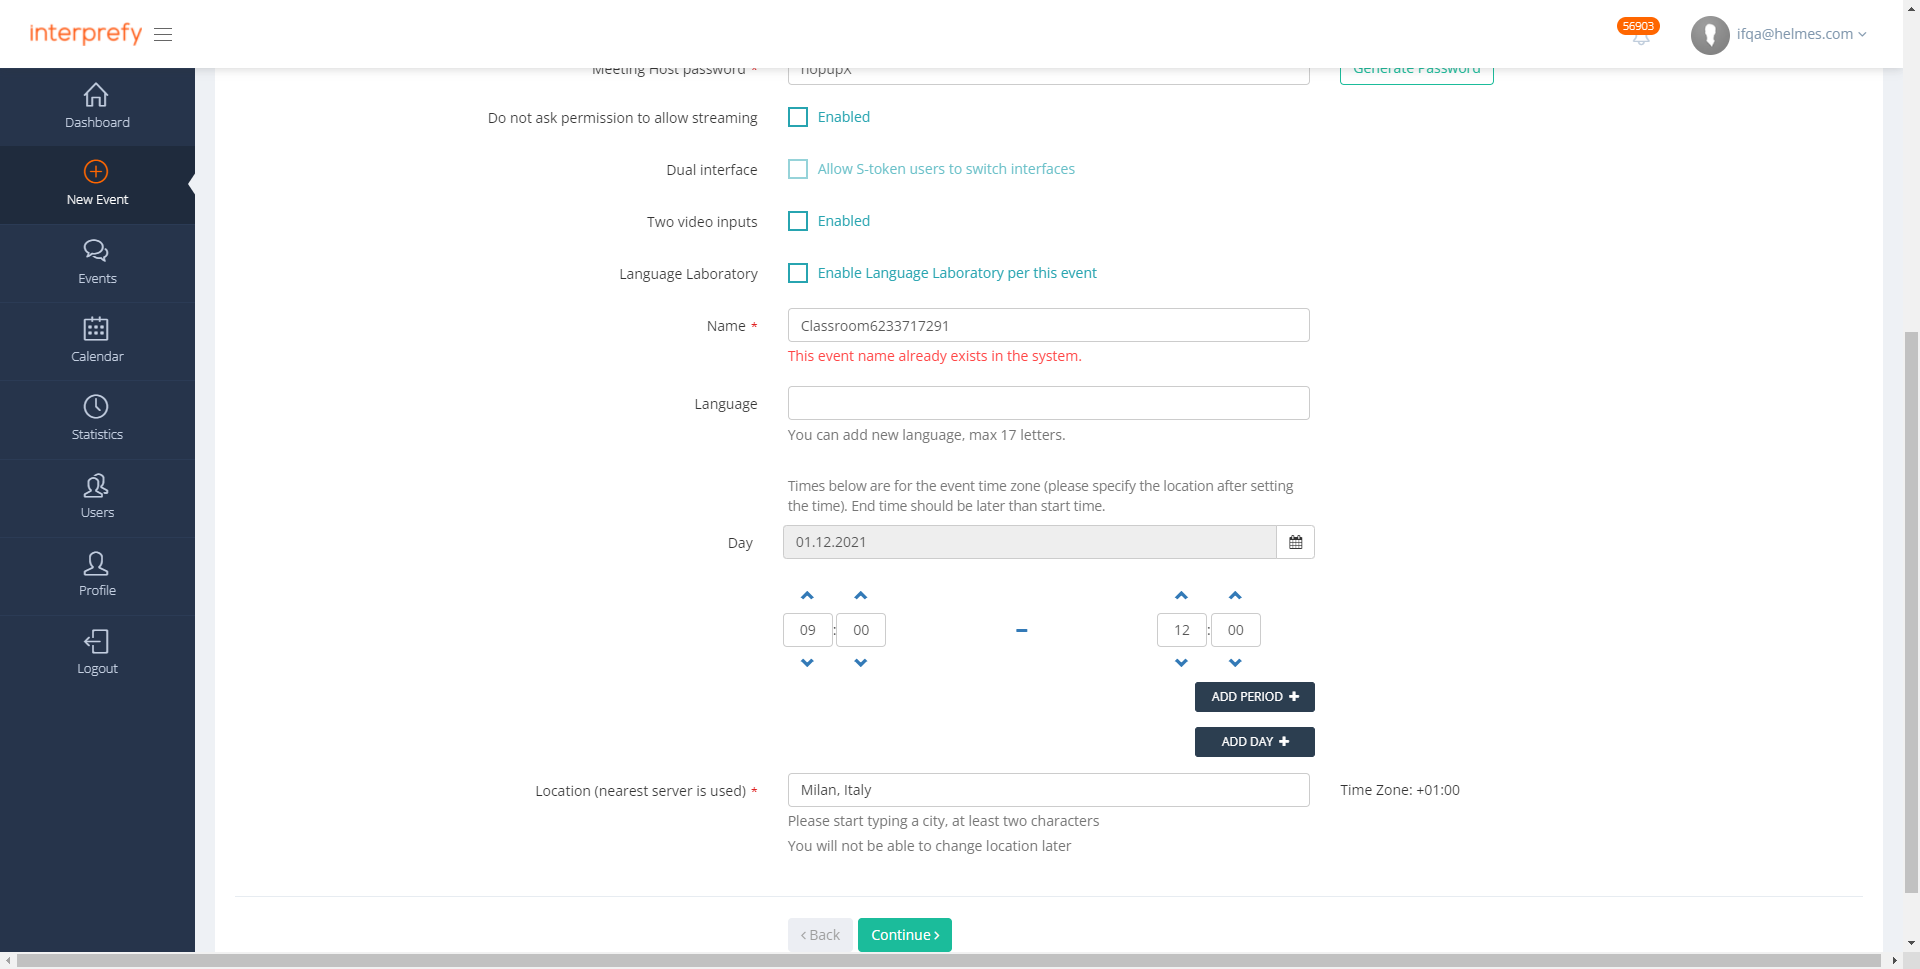 interprefy
56903
ifqa@helmes.com
Dashboard
New Event
Events
Calendar
Statistics
Users
Profile
Logout
Meeting Host password *
nopupX
Generate Password
Do not ask permission to allow streaming
Enabled
Dual interface
Allow S-token users to switch interfaces
Two video inputs
Enabled
Language Laboratory
Enable Language Laboratory per this event
Name *
Classroom6233717291
This event name already exists in the system.
Language
You can add new language, max 17 letters.
Times below are for the event time zone (please specify the location after setting
the time). End time should be later than start time.
Day
01.12.2021
09 : 00 – 12 : 00
ADD PERIOD +
ADD DAY +
Location (nearest server is used) *
Milan, Italy
Time Zone: +01:00
Please start typing a city, at least two characters
You will not be able to change location later
‹ Back
Continue ›